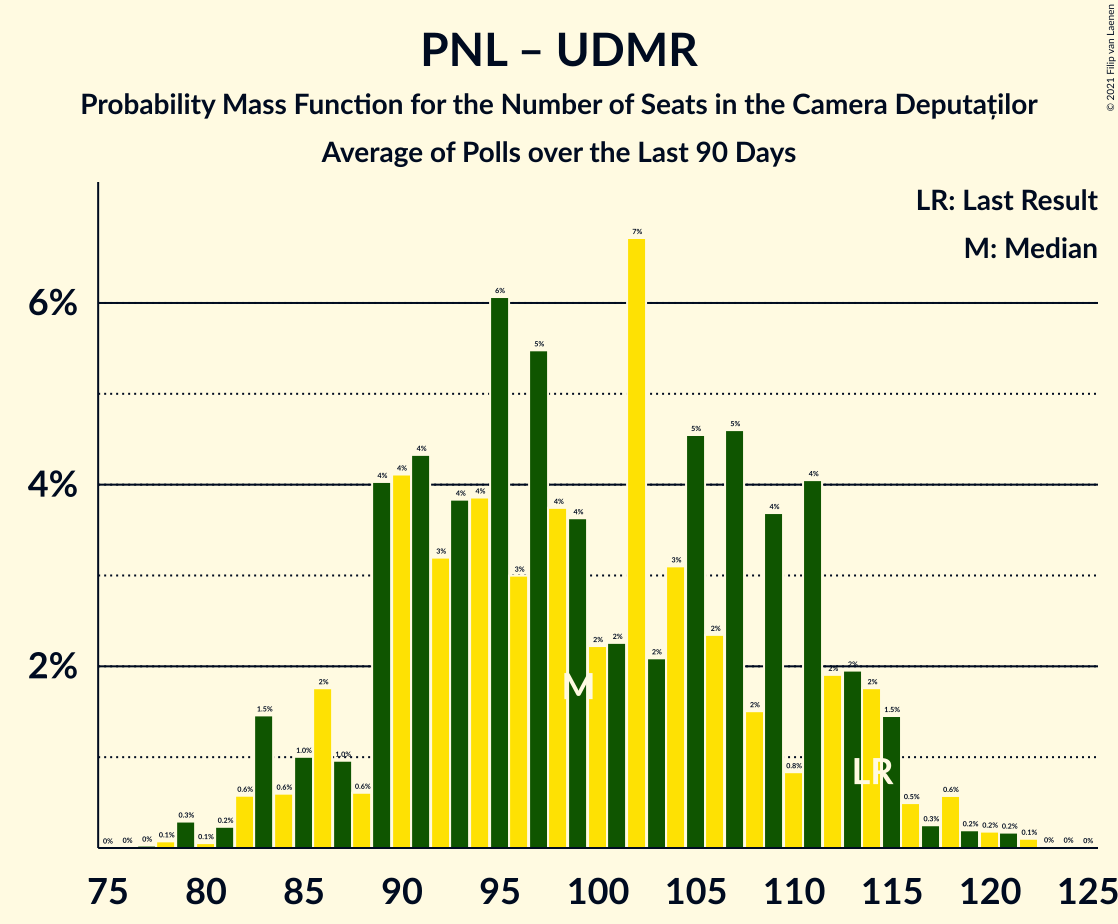 PNL – UDMR
Probability Mass Function for the Number of Seats in the Camera Deputaților
Average of Polls over the Last 90 Days
© 2021 Filip van Laenen
LR: Last Result
M: Median
6%
4%
2%
0% 0% 0% 0.1% 0.3% 0.1% 0.2% 0.6% 1.5% 0.6% 1.0% 2% 1.0% 0.6% 4% 4% 4% 3% 4% 4% 6% 3% 5% 4% 4% 2% 2% 7% 2% 3% 5% 2% 5% 2% 4% 0.8% 4% 2% 2% 2% 1.5% 0.5% 0.3% 0.6% 0.2% 0.2% 0.2% 0.1% 0% 0% 0%
M
LR
75 80 85 90 95 100 105 110 115 120 125